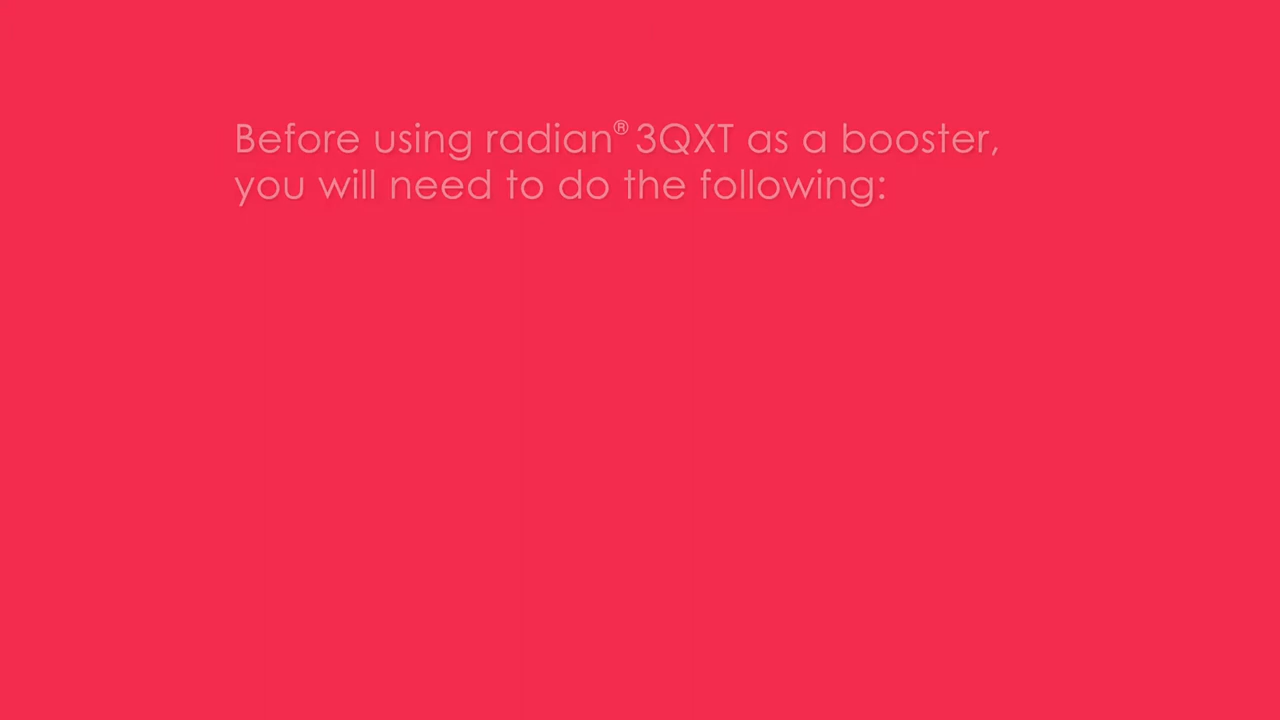 Before using radian® 3QXT as a booster,
you will need to do the following: